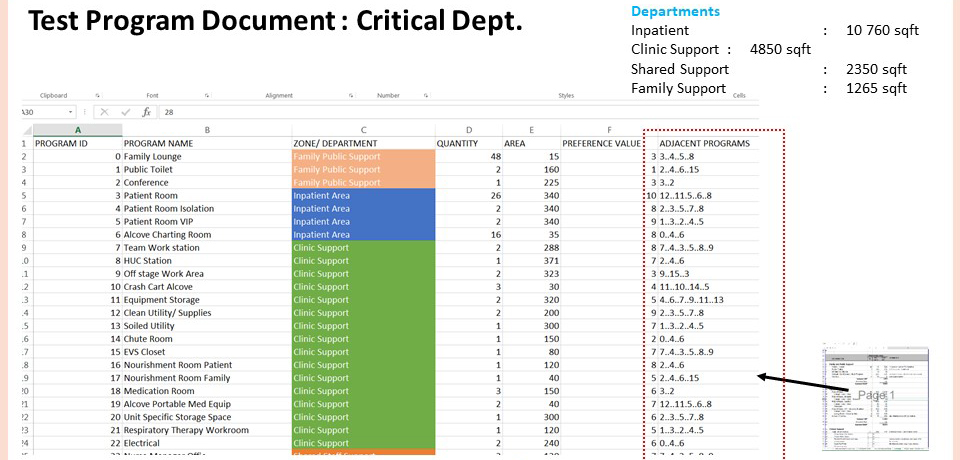 Test Program Document : Critical Dept.
Departments
Inpatient : 10 760 sqft
Clinic Support : 4850 sqft
Shared Support : 2350 sqft
Family Support : 1265 sqft
Clipboard Font Alignment Number Styles Cells
A30 fx 28
A B C D E F G
1 PROGRAM ID PROGRAM NAME ZONE/ DEPARTMENT QUANTITY AREA PREFERENCE VALUE ADJACENT PROGRAMS
2 0 Family Lounge Family Public Support 48 15 3 3..4..5..8
3 1 Public Toilet Family Public Support 2 160 1 2..4..6..15
4 2 Conference Family Public Support 1 225 3 3..2
5 3 Patient Room Inpatient Area 26 340 10 12..11.5..6..8
6 4 Patient Room Isolation Inpatient Area 2 340 8 2..3..5..7..8
7 5 Patient Room VIP Inpatient Area 2 340 9 1..3..2..4..5
8 6 Alcove Charting Room Inpatient Area 16 35 8 0..4..6
9 7 Team Work station Clinic Support 2 288 8 7..4..3..5..8..9
.0 8 HUC Station Clinic Support 1 371 7 2..4..6
.1 9 Off stage Work Area Clinic Support 2 323 3 9..15..3
.2 10 Crash Cart Alcove Clinic Support 3 30 4 11..10..14..5
.3 11 Equipment Storage Clinic Support 2 320 5 4..6..7..9..11..13
.4 12 Clean Utility/ Supplies Clinic Support 2 200 9 2..3..5..7..8
.5 13 Soiled Utility Clinic Support 1 300 7 1..3..2..4..5
.6 14 Chute Room Clinic Support 1 150 2 0..4..6
.7 15 EVS Closet Clinic Support 1 80 7 7..4..3..5..8..9
.8 16 Nourishment Room Patient Clinic Support 1 120 8 2..4..6
.9 17 Nourishment Room Family Clinic Support 1 40 5 2..4..6..15
20 18 Medication Room Clinic Support 3 150 6 3..2
21 19 Alcove Portable Med Equip Clinic Support 2 40 7 12..11.5..6..8
22 20 Unit Specific Storage Space Clinic Support 1 300 6 2..3..5..7..8
23 21 Respiratory Therapy Workroom Clinic Support 1 120 5 1..3..2..4..5
24 22 Electrical Clinic Support 2 240 6 0..4..6
Page 1